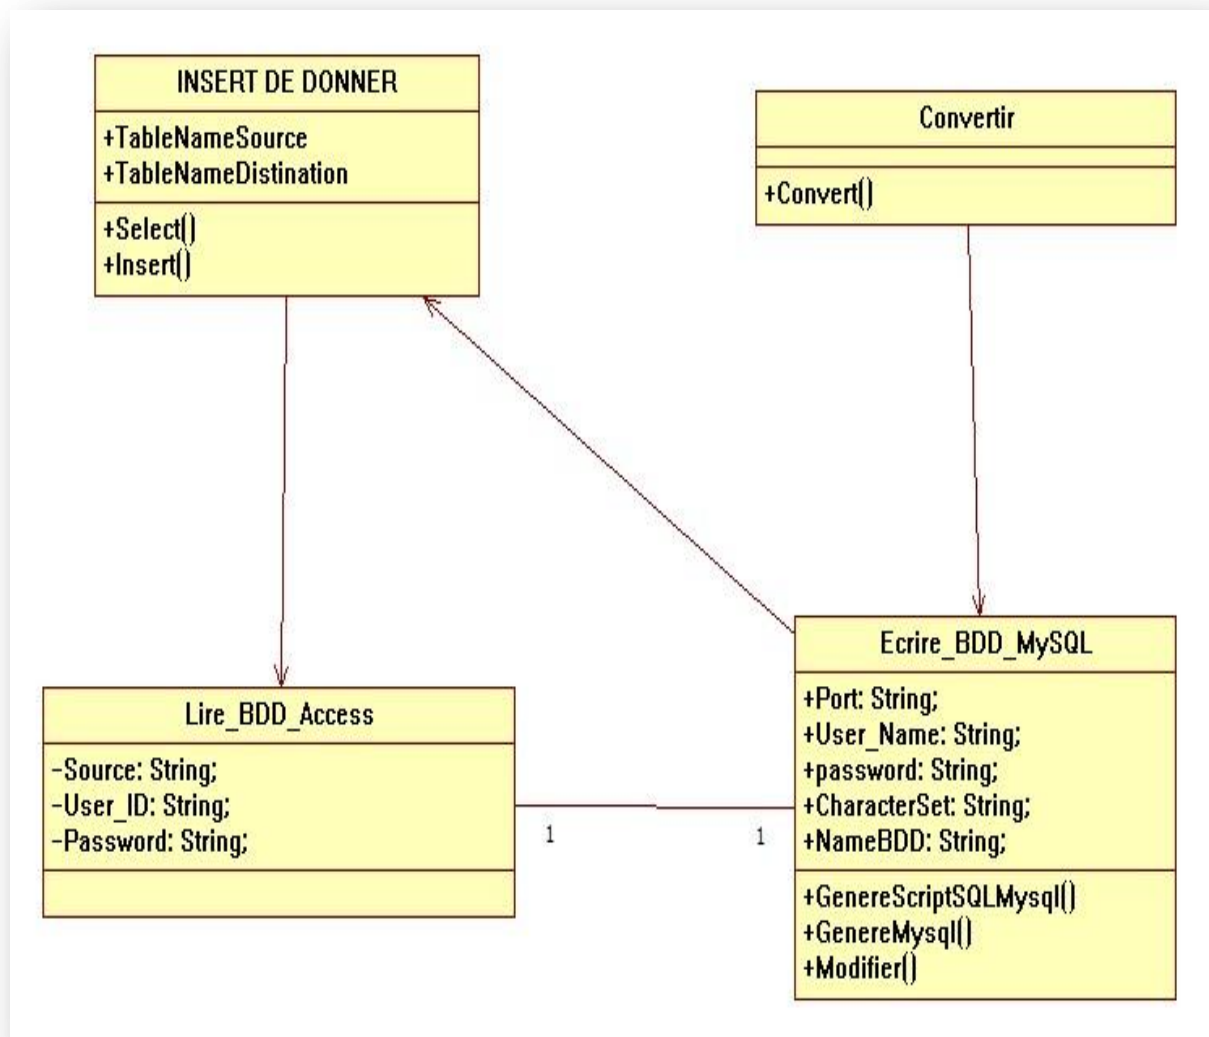 INSERT DE DONNER
+TableNameSource
+TableNameDistination
+Select()
+Insert()
Convertir
+Convert()
Lire_BDD_Access
-Source: String;
-User_ID: String;
-Password: String;
1
1
Ecrire_BDD_MySQL
+Port: String;
+User_Name: String;
+password: String;
+CharacterSet: String;
+NameBDD: String;
+GenereScriptSQLMysql()
+GenereMysql()
+Modifier()